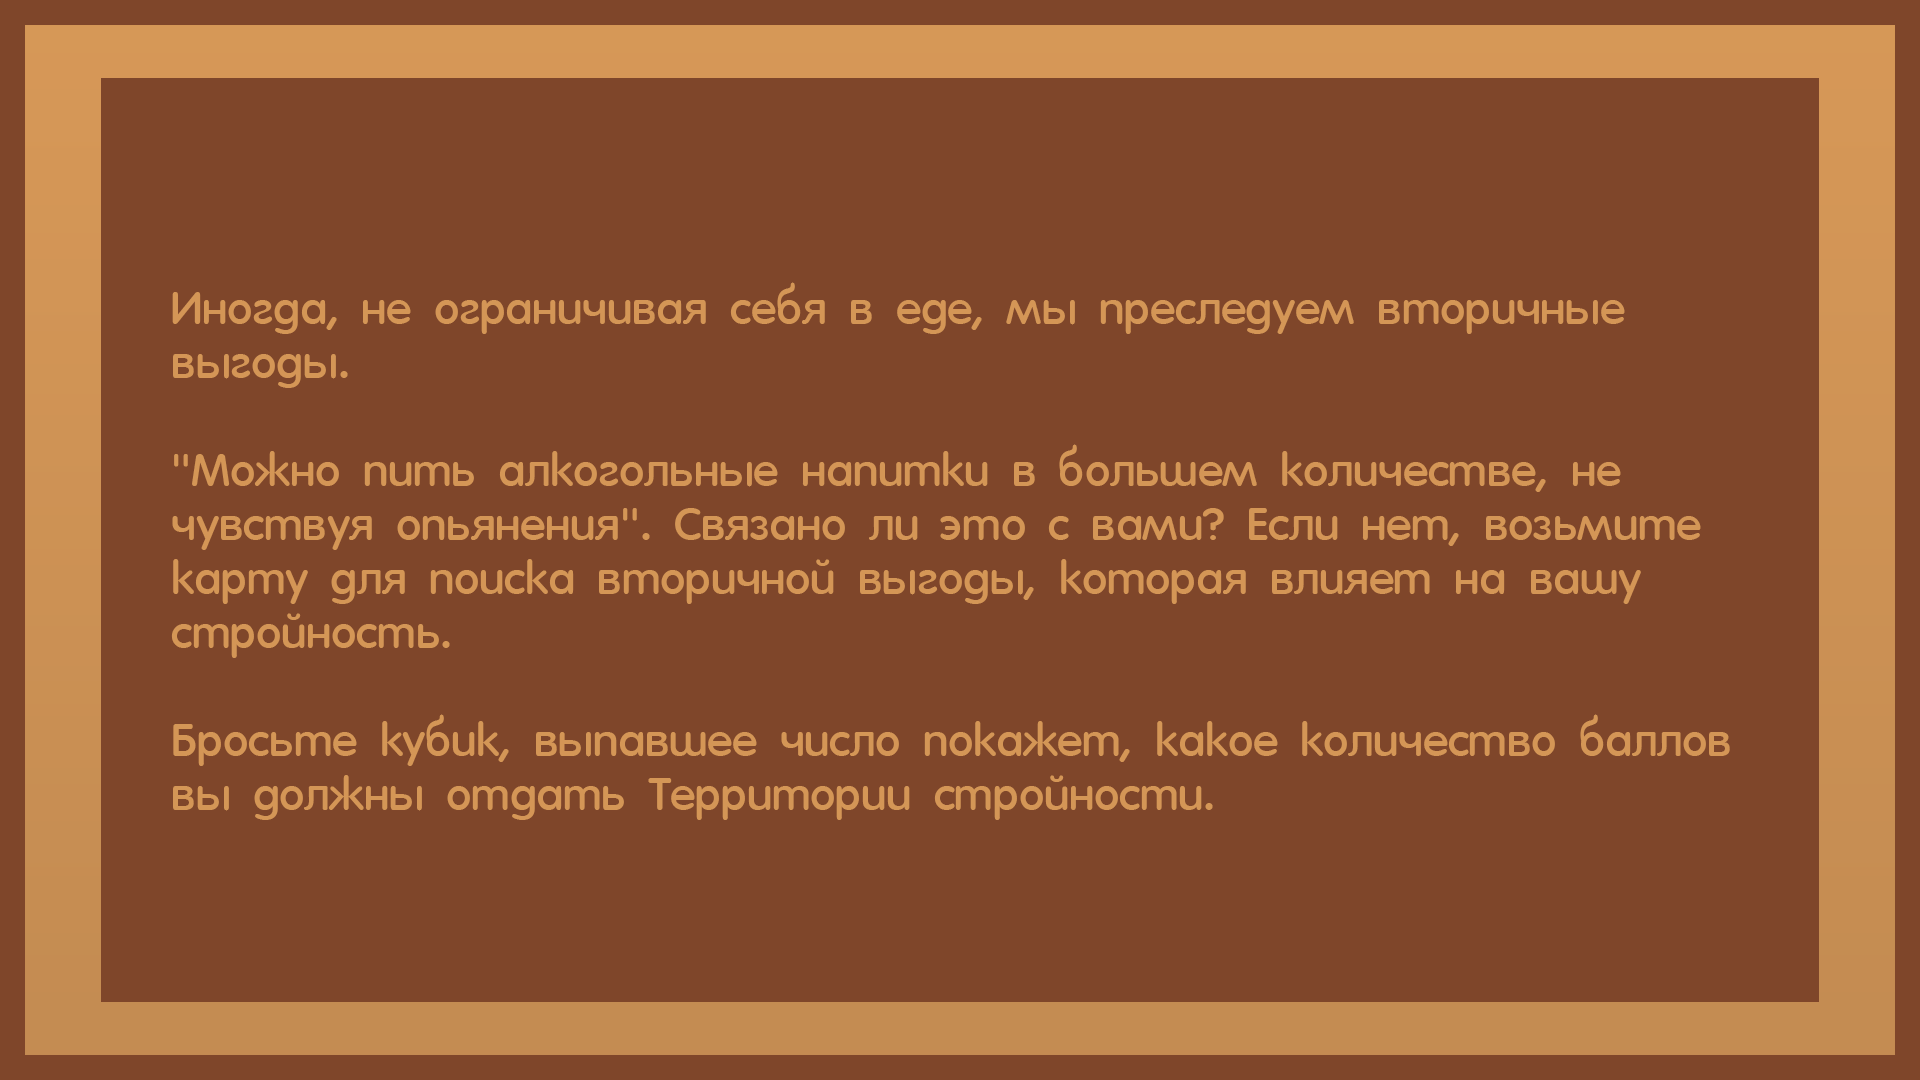 Иногда, не ограничивая себя в еде, мы преследуем вторичные
выгоды.
"Можно пить алкогольные напитки в большем количестве, не
чувствуя опьянения". Связано ли это с вами? Если нет, возьмите
карту для поиска вторичной выгоды, которая влияет на вашу
стройность.
Бросьте кубик, выпавшее число покажет, какое количество баллов
вы должны отдать Территории стройности.